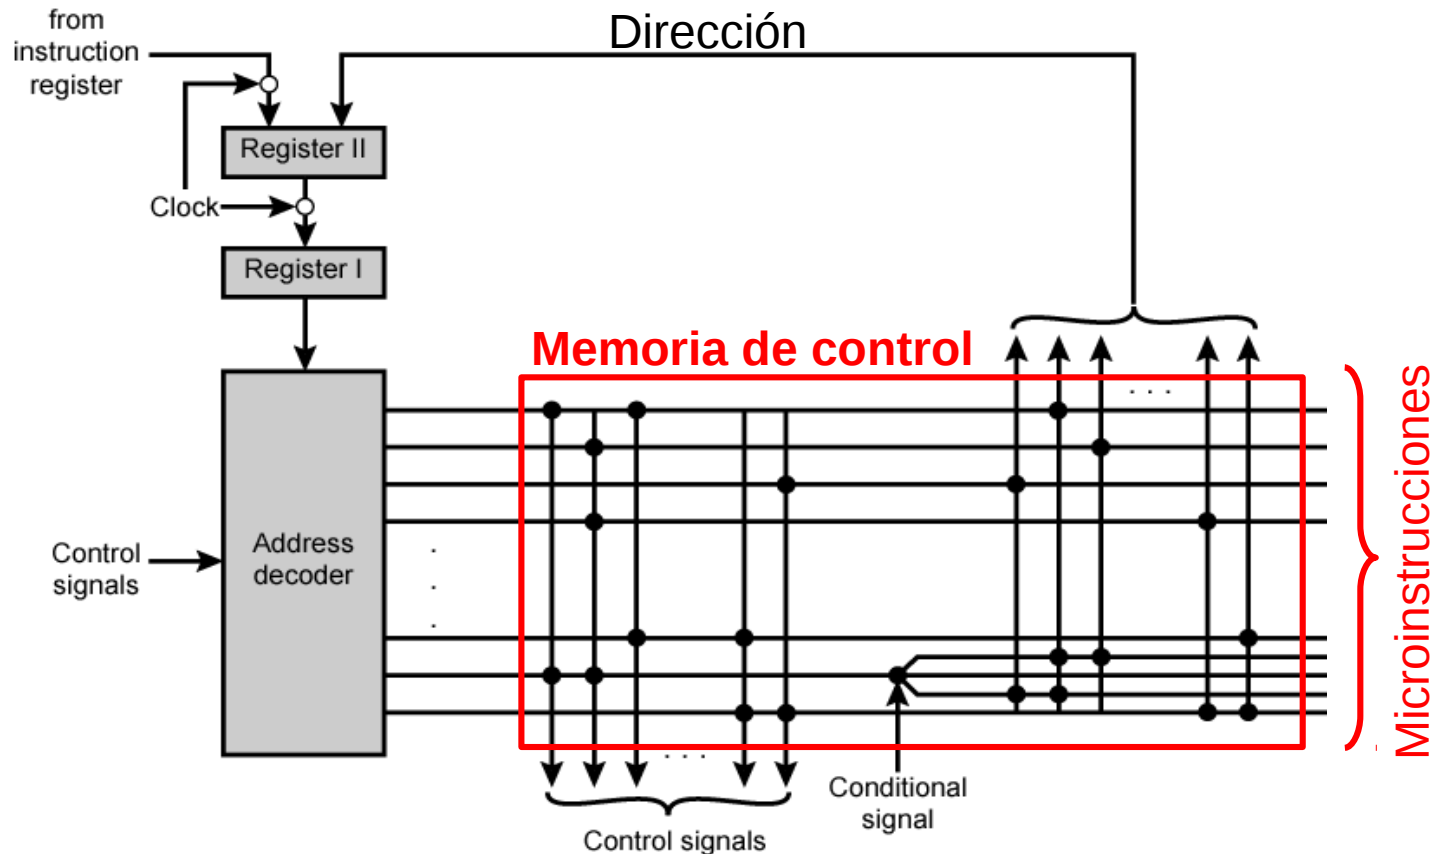 from
instruction
register
Dirección
Register II
Clock
Register I
Memoria de control
. . .
Microinstrucciones
Control
signals
Address
decoder
.
.
.
. . .
Conditional
signal
Control signals